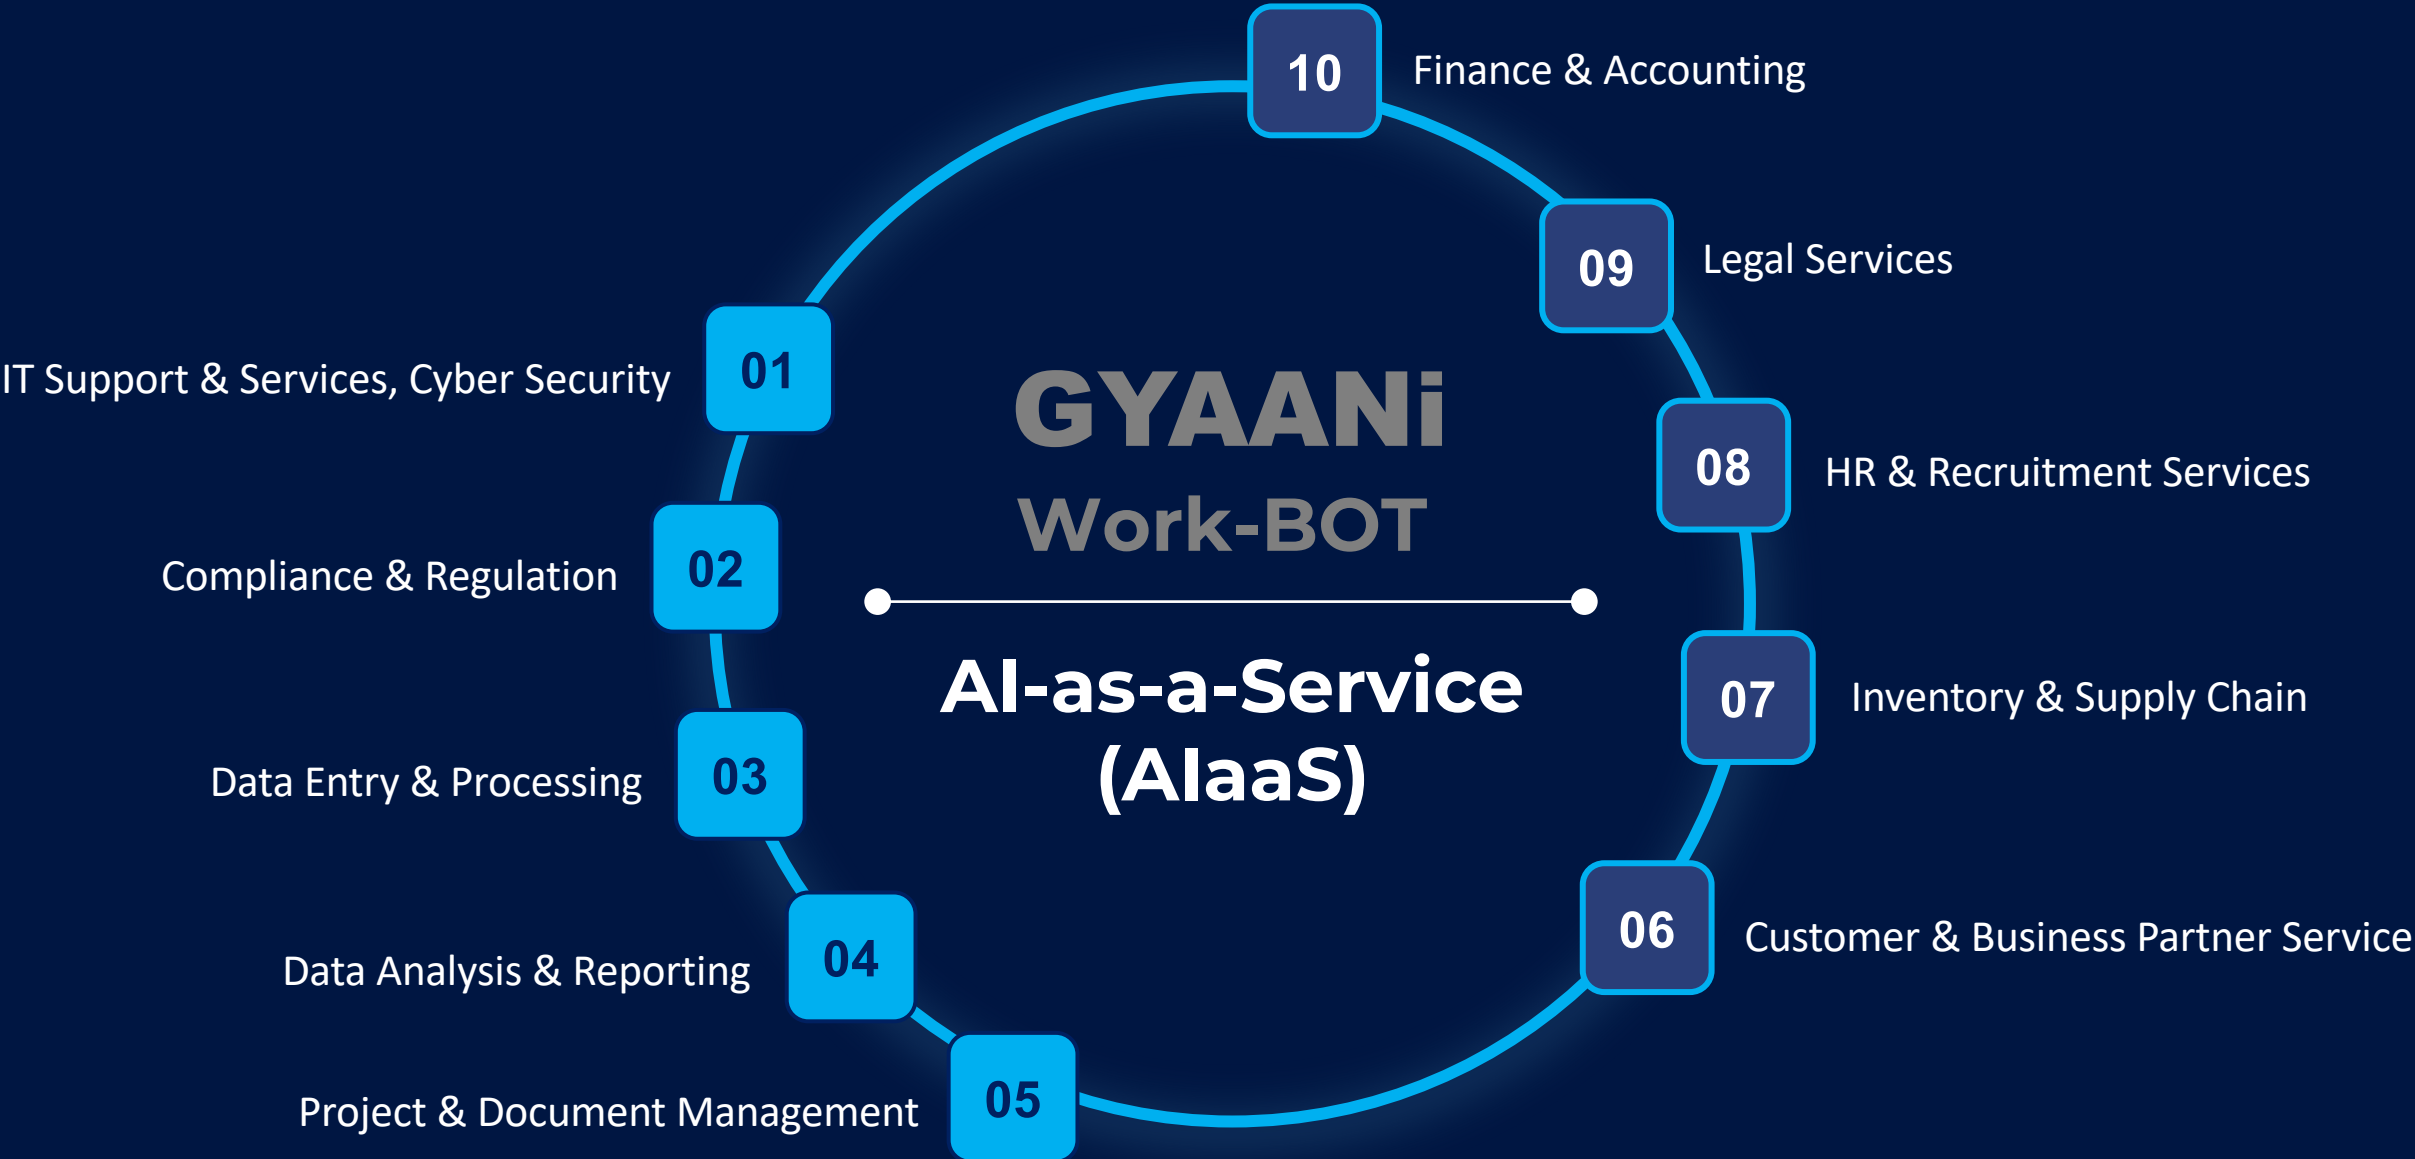 10
Finance & Accounting
09
Legal Services
01
IT Support & Services, Cyber Security
GYAANi
Work-BOT
08
HR & Recruitment Services
02
Compliance & Regulation
AI-as-a-Service
(AIaaS)
07
Inventory & Supply Chain
03
Data Entry & Processing
06
Customer & Business Partner Service
04
Data Analysis & Reporting
05
Project & Document Management